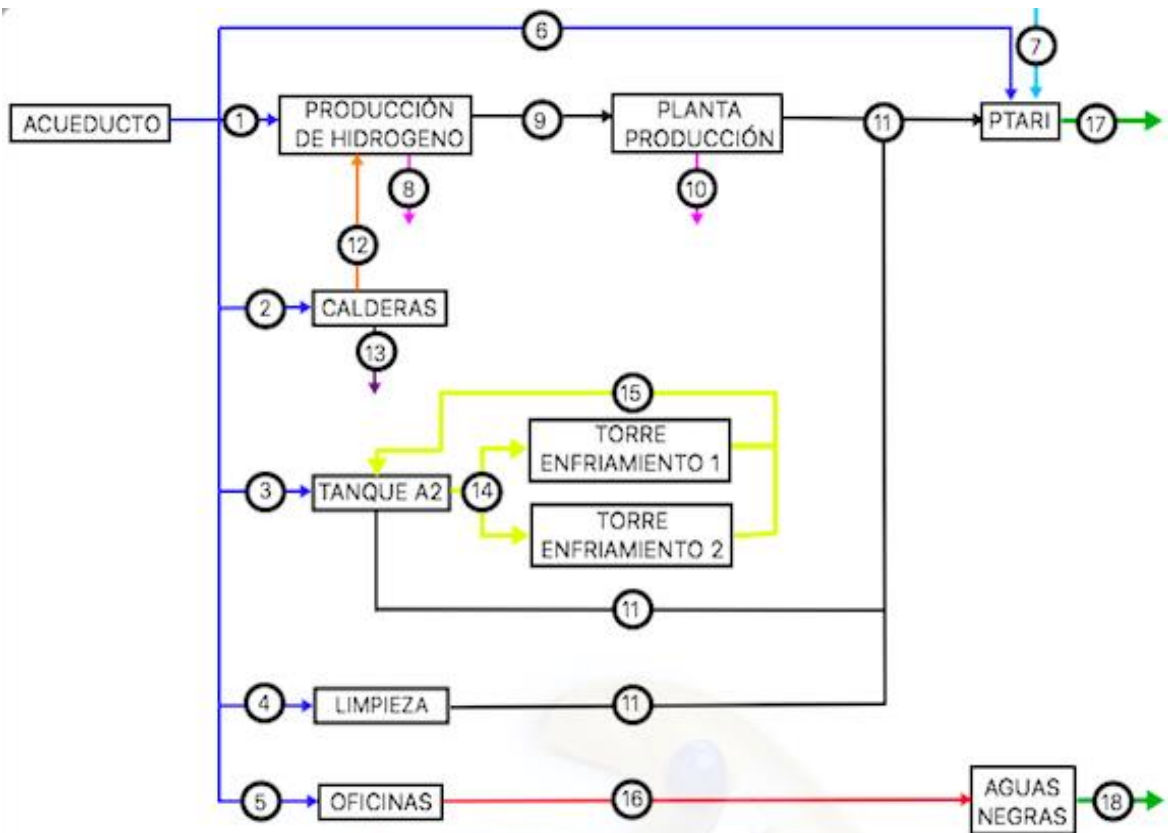 6
7
ACUEDUCTO
1
PRODUCCIÓN
DE HIDROGENO
9
PLANTA
PRODUCCIÓN
11
PTARI
17
8
10
12
2
CALDERAS
13
15
TORRE
ENFRIAMIENTO 1
3
TANQUE A2
14
TORRE
ENFRIAMIENTO 2
11
4
LIMPIEZA
11
5
OFICINAS
16
AGUAS
NEGRAS
18